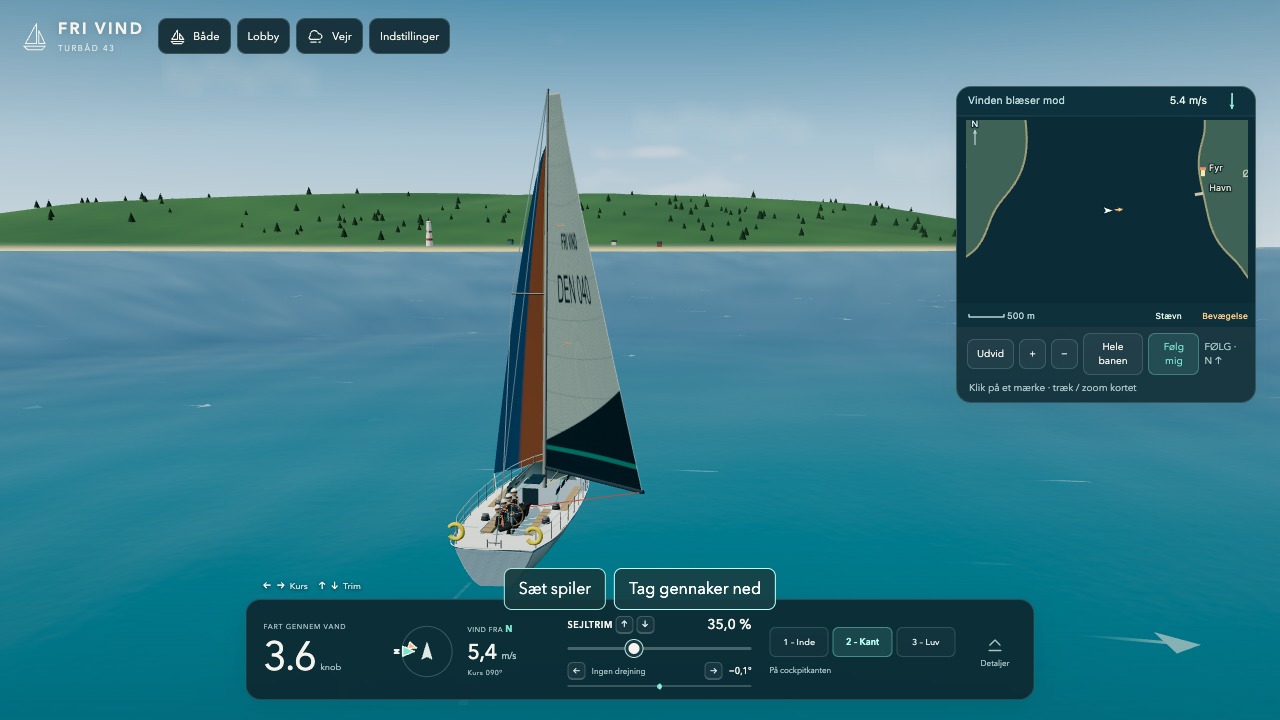 FRI VIND
TURBÅD 43
Både
Lobby
Vejr
Indstillinger
Vinden blæser mod
5.4 m/s
N
Fyr
Havn
500 m
Stævn
Bevægelse
Udvid
+
−
Hele
banen
Følg
mig
FØLG ·
N ↑
Klik på et mærke · træk / zoom kortet
FRI VIND
DEN 040
← → Kurs ↑ ↓ Trim
Sæt spiler
Tag gennaker ned
FART GENNEM VAND
3.6 knob
N
VIND FRA N
5,4 m/s
Kurs 090°
SEJLTRIM ↑ ↓ 35,0 %
← Ingen drejning → −0,1°
1 – Inde
2 – Kant
3 – Luv
På cockpitkanten
Detaljer